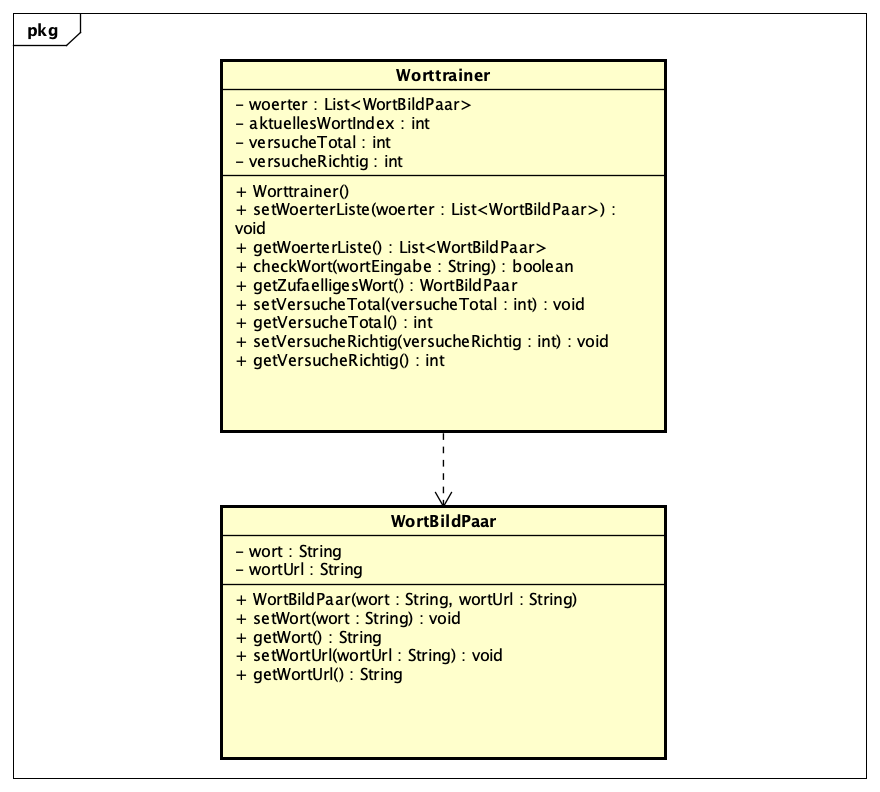 pkg
Worttrainer
- woerter : List<WortBildPaar>
- aktuellesWortIndex : int
- versucheTotal : int
- versucheRichtig : int
+ Worttrainer()
+ setWoerterListe(woerter : List<WortBildPaar>) :
void
+ getWoerterListe() : List<WortBildPaar>
+ checkWort(wortEingabe : String) : boolean
+ getZufaelligesWort() : WortBildPaar
+ setVersucheTotal(versucheTotal : int) : void
+ getVersucheTotal() : int
+ setVersucheRichtig(versucheRichtig : int) : void
+ getVersucheRichtig() : int
WortBildPaar
- wort : String
- wortUrl : String
+ WortBildPaar(wort : String, wortUrl : String)
+ setWort(wort : String) : void
+ getWort() : String
+ setWortUrl(wortUrl : String) : void
+ getWortUrl() : String